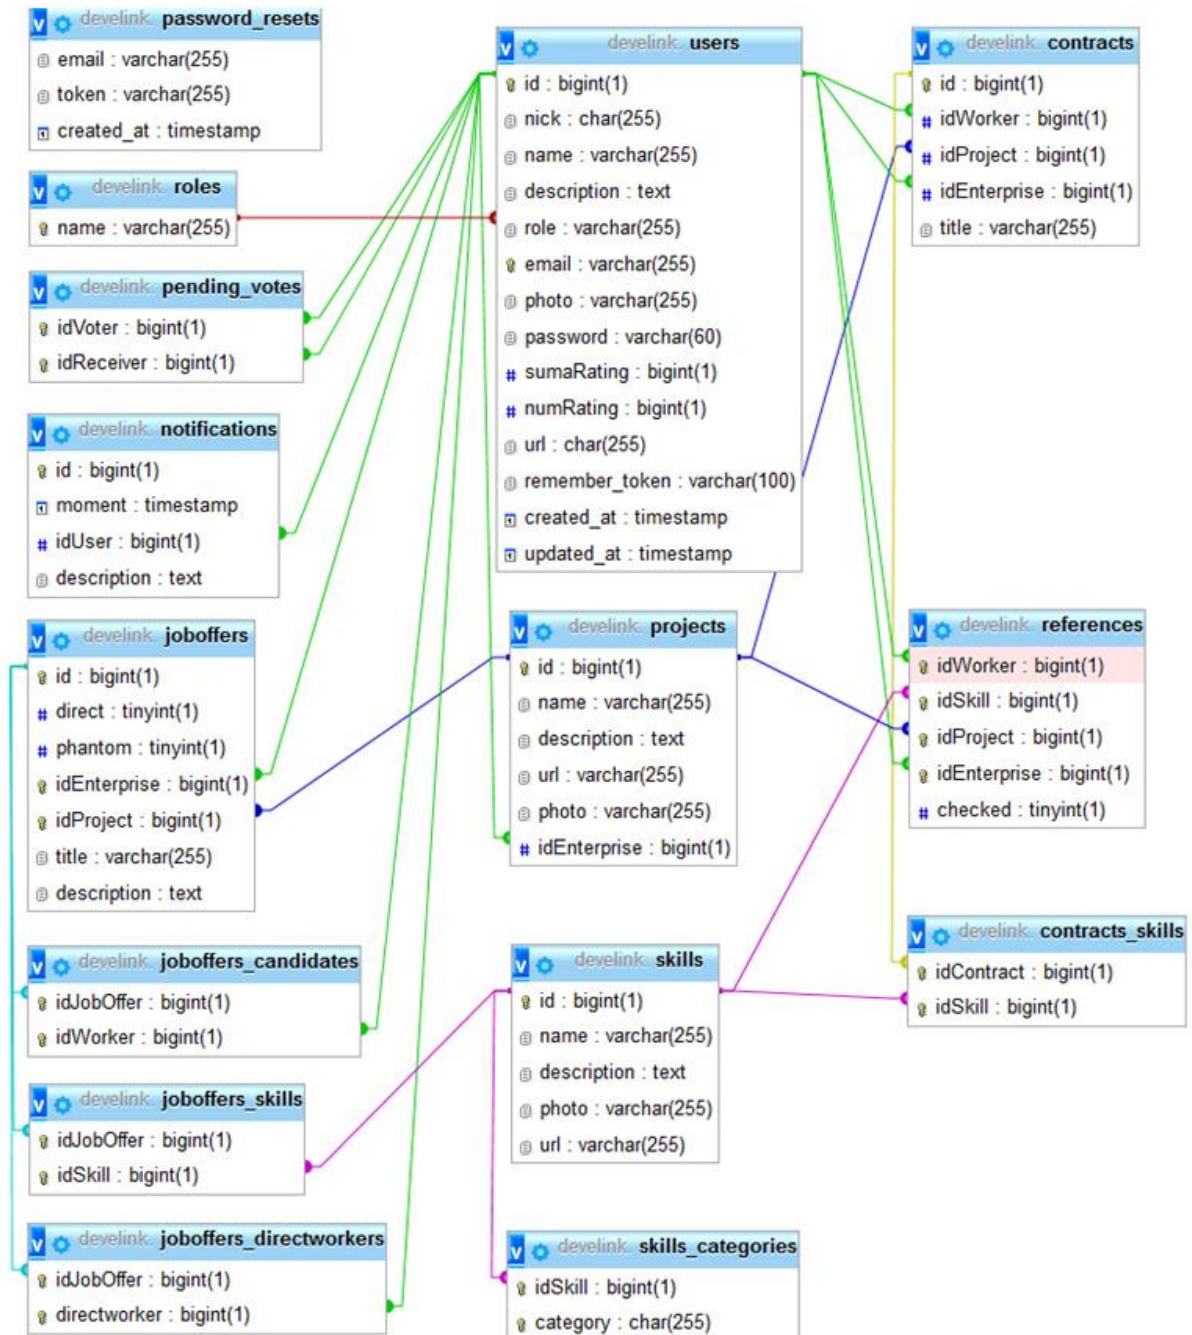 develink. password_resets
email : varchar(255)
token : varchar(255)
created_at : timestamp
develink. roles
name : varchar(255)
develink. pending_votes
idVoter : bigint(1)
idReceiver : bigint(1)
develink. notifications
id : bigint(1)
moment : timestamp
# idUser : bigint(1)
description : text
develink. joboffers
id : bigint(1)
# direct : tinyint(1)
# phantom : tinyint(1)
idEnterprise : bigint(1)
idProject : bigint(1)
title : varchar(255)
description : text
develink. joboffers_candidates
idJobOffer : bigint(1)
idWorker : bigint(1)
develink. joboffers_skills
idJobOffer : bigint(1)
idSkill : bigint(1)
develink. joboffers_directworkers
idJobOffer : bigint(1)
directworker : bigint(1)
develink. users
id : bigint(1)
nick : char(255)
name : varchar(255)
description : text
role : varchar(255)
email : varchar(255)
photo : varchar(255)
password : varchar(60)
# sumaRating : bigint(1)
# numRating : bigint(1)
url : char(255)
remember_token : varchar(100)
created_at : timestamp
updated_at : timestamp
develink. projects
id : bigint(1)
name : varchar(255)
description : text
url : varchar(255)
photo : varchar(255)
# idEnterprise : bigint(1)
develink. skills
id : bigint(1)
name : varchar(255)
description : text
photo : varchar(255)
url : varchar(255)
develink. skills_categories
idSkill : bigint(1)
category : char(255)
develink. contracts
id : bigint(1)
# idWorker : bigint(1)
# idProject : bigint(1)
# idEnterprise : bigint(1)
title : varchar(255)
develink. references
idWorker : bigint(1)
idSkill : bigint(1)
idProject : bigint(1)
idEnterprise : bigint(1)
# checked : tinyint(1)
develink. contracts_skills
idContract : bigint(1)
idSkill : bigint(1)